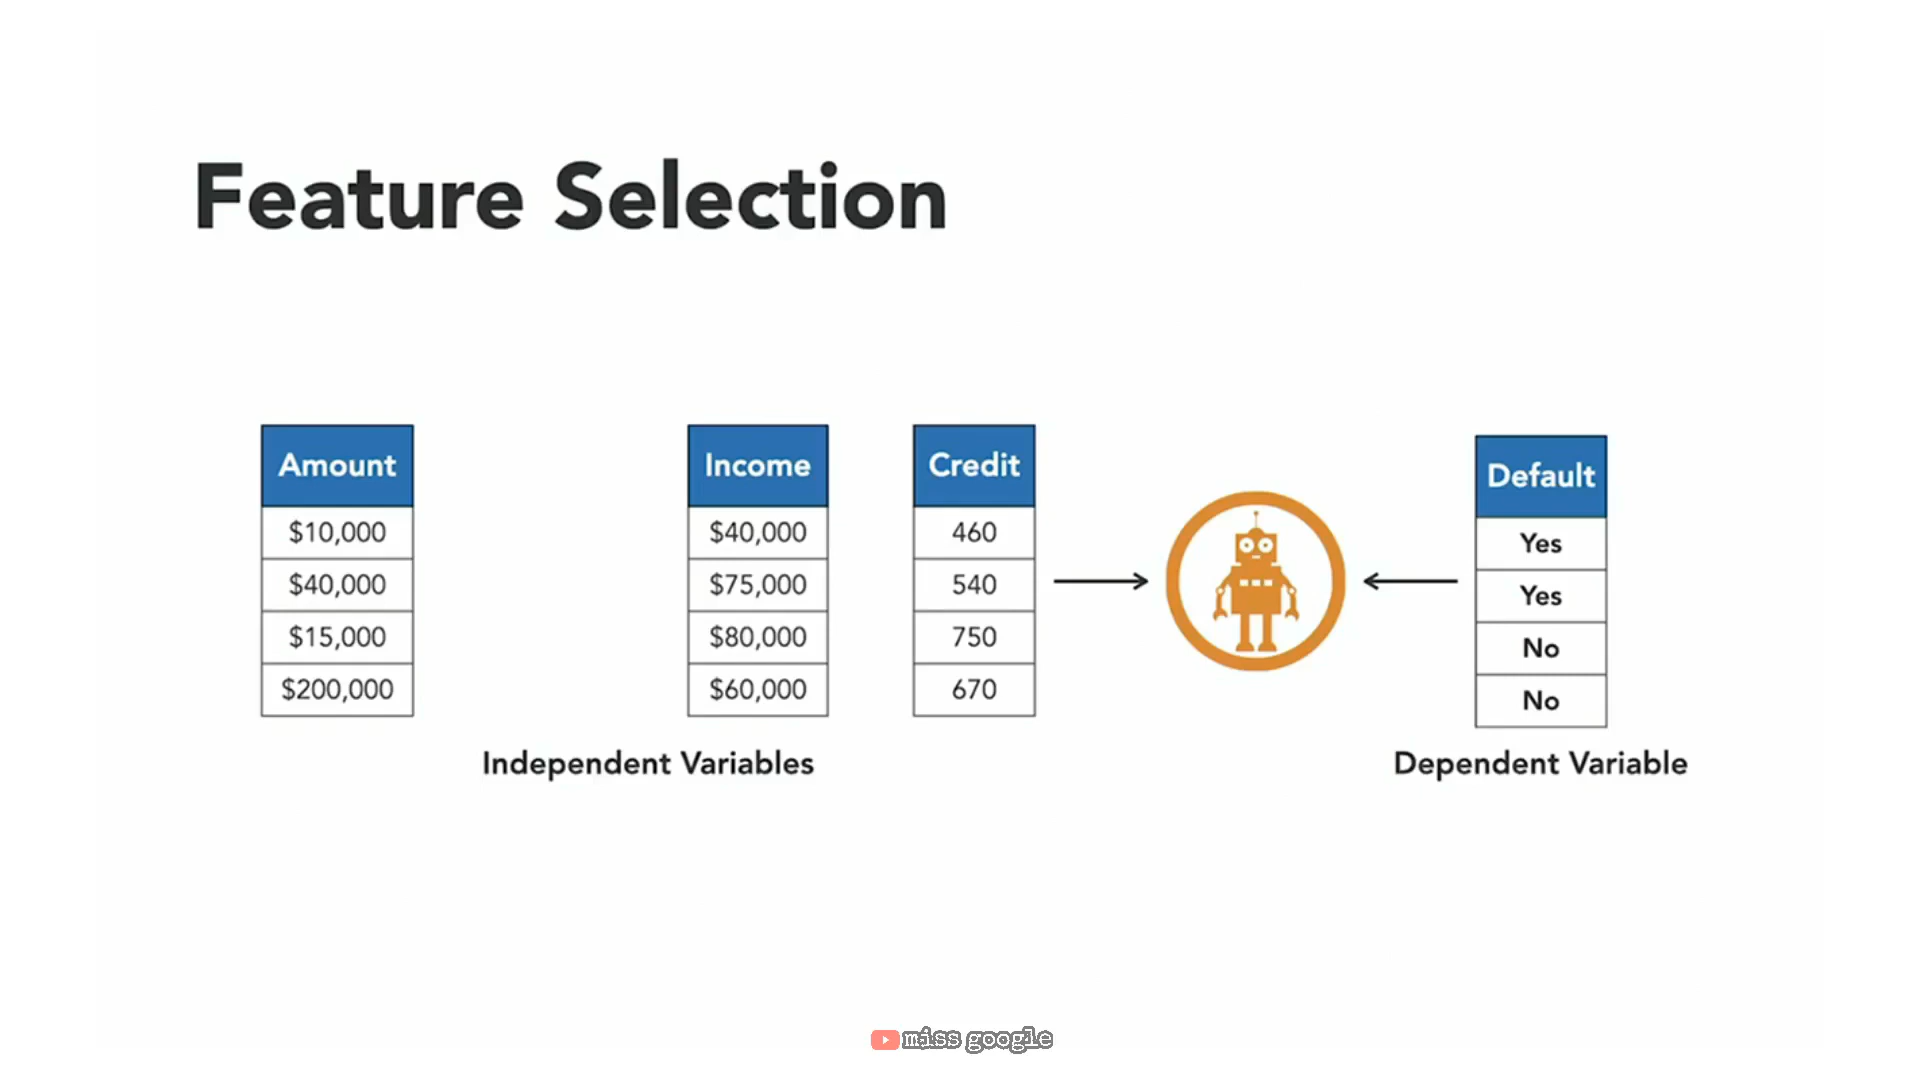 Feature Selection
Amount
$10,000
$40,000
$15,000
$200,000
Income
$40,000
$75,000
$80,000
$60,000
Credit
460
540
750
670
Independent Variables
Default
Yes
Yes
No
No
Dependent Variable
miss google